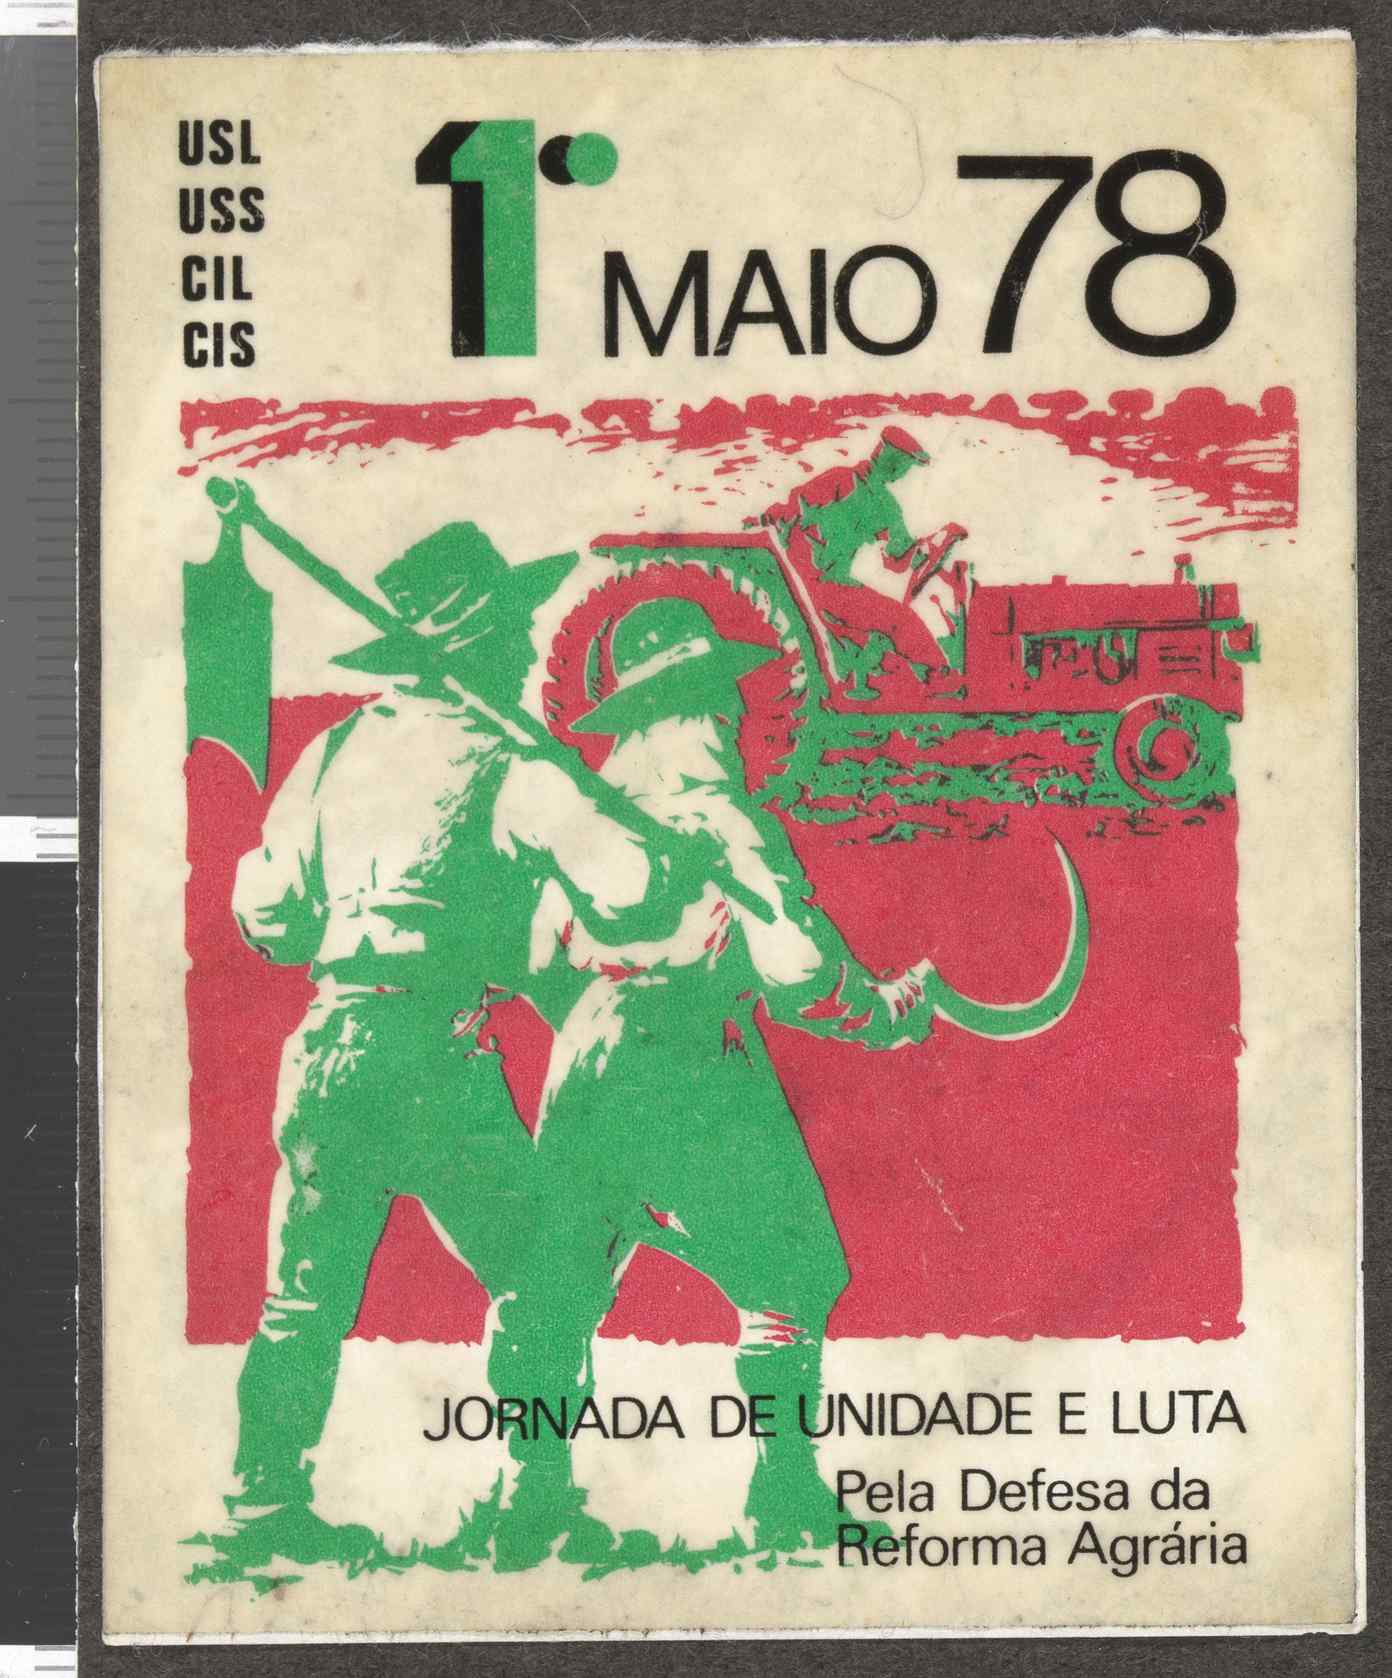 USL
USS
CIL
CIS
1º MAIO 78
JORNADA DE UNIDADE E LUTA
Pela Defesa da
Reforma Agrária